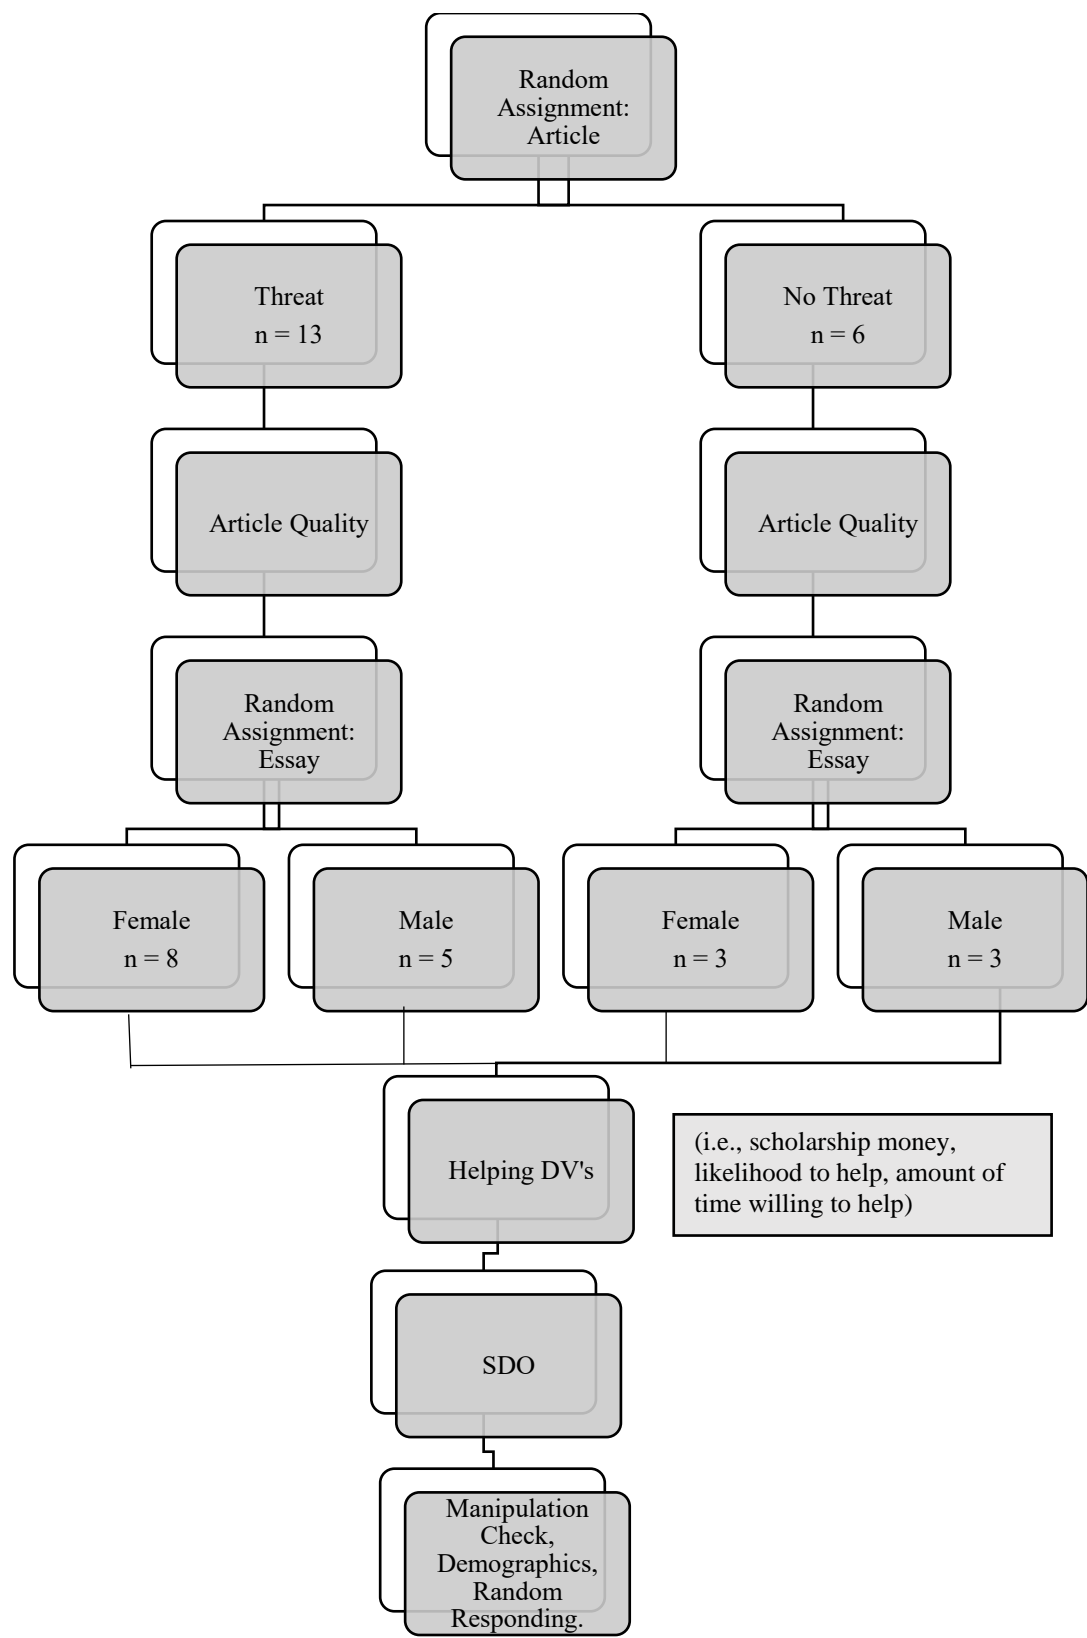 Random
Assignment:
Article
Threat
n = 13
No Threat
n = 6
Article Quality
Article Quality
Random
Assignment:
Essay
Random
Assignment:
Essay
Female
n = 8
Male
n = 5
Female
n = 3
Male
n = 3
Helping DV's
(i.e., scholarship money,
likelihood to help, amount of
time willing to help)
SDO
Manipulation
Check,
Demographics,
Random
Responding.